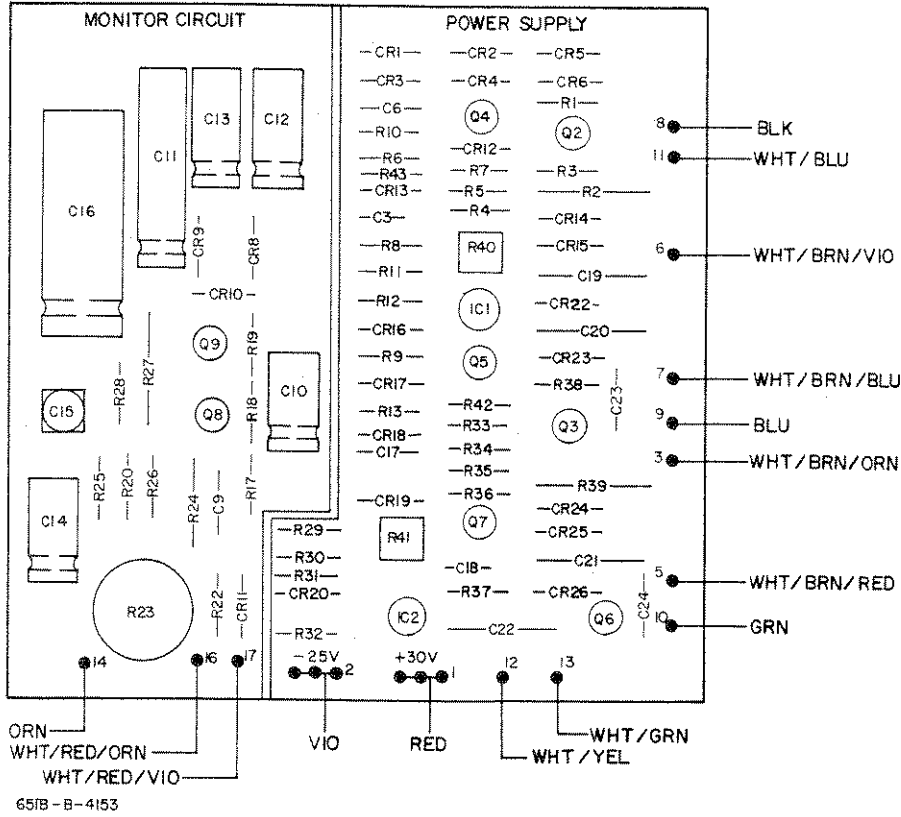 MONITOR CIRCUIT
POWER SUPPLY
CR1 CR2 CR5
CR3 CR4 CR6
C6 Q4 R1
R10 Q2
CR12
R6 R7 R3
R43
CR13 R5 R2
R4
C3 CR14
R8 R40 CR15
R11 C19
R12 IC1 CR22
CR16 C20
R9 Q5 CR23
CR17 R38 C23
R13 R42
R33 Q3
CR18 R34
C17 R35
R36 R39
CR19 CR24
R41 Q7 CR25
C18 C21
R37 CR26 C24
IC2 C22 Q6
C16 C11 C13 C12
CR9 CR8
CR10
Q9 R19
R28 R27 C10
C15 Q8 R18
R25 R20 R26 R24 C9 R17
C14
R23 R22 CR11
R29
R30
R31
CR20
R32
-25V +30V
8 BLK
11 WHT/BLU
6 WHT/BRN/VIO
7 WHT/BRN/BLU
9 BLU
3 WHT/BRN/ORN
5 WHT/BRN/RED
10 GRN
14 16 17 2 1 12 13
ORN
WHT/RED/ORN
WHT/RED/VIO
VIO
RED
WHT/GRN
WHT/YEL
651B-B-4153